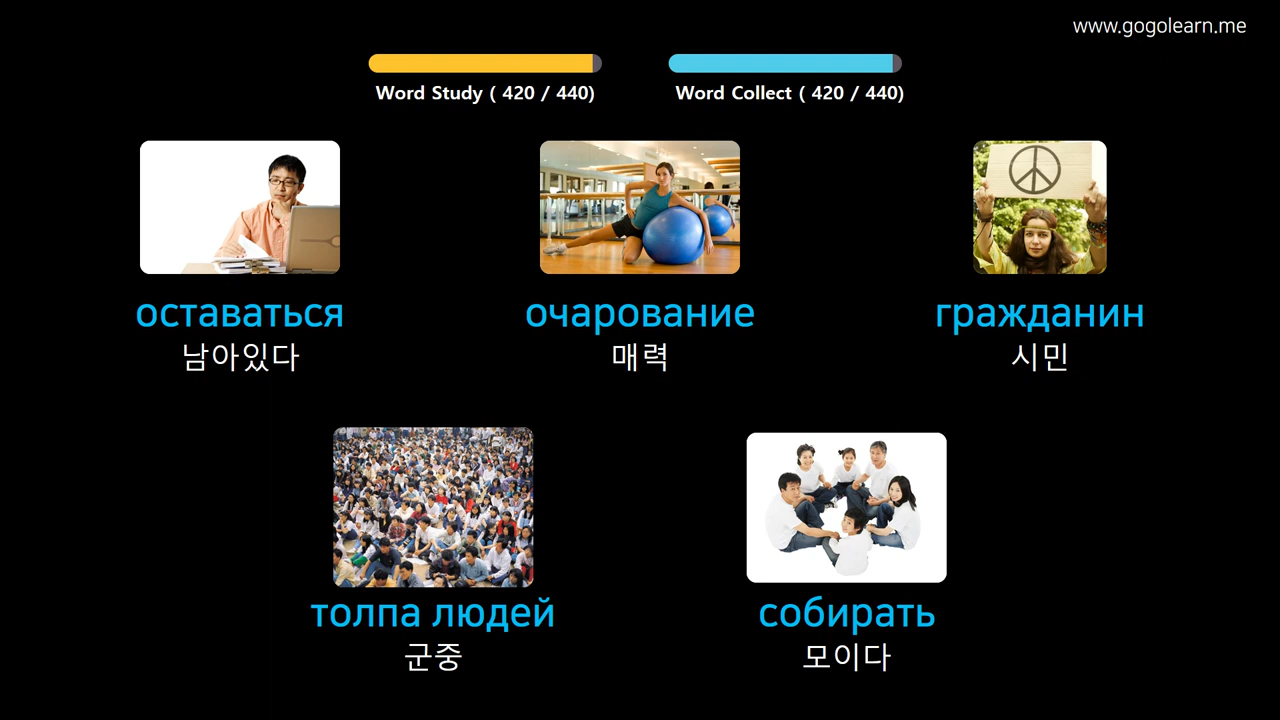 www.gogolearn.me
Word Study ( 420 / 440)
Word Collect ( 420 / 440)
оставаться
남아있다
очарование
매력
гражданин
시민
толпа людей
군중
собирать
모이다